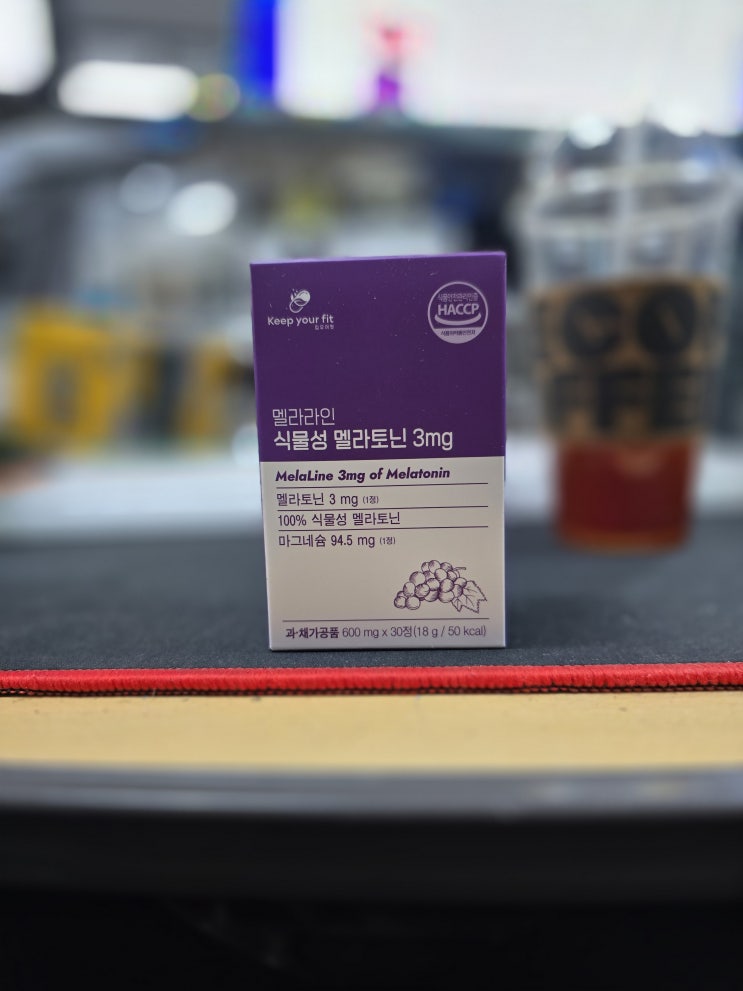 Keep your fit
킵유어핏
식품안전관리인증
HACCP
식품의약품안전처
멜라라인
식물성 멜라토닌 3mg
MelaLine 3mg of Melatonin
멜라토닌 3 mg (1정)
100% 식물성 멜라토닌
마그네슘 94.5 mg (1정)
과·채가공품 600 mg x 30정(18 g / 50 kcal)
CO
FFE